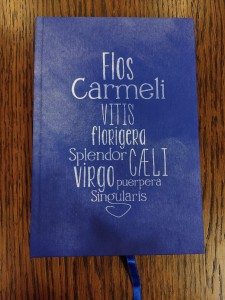 Flos
Carmeli
VITIS
florigera
Splendor CÆLI
VIRGO puerpera
Singularis